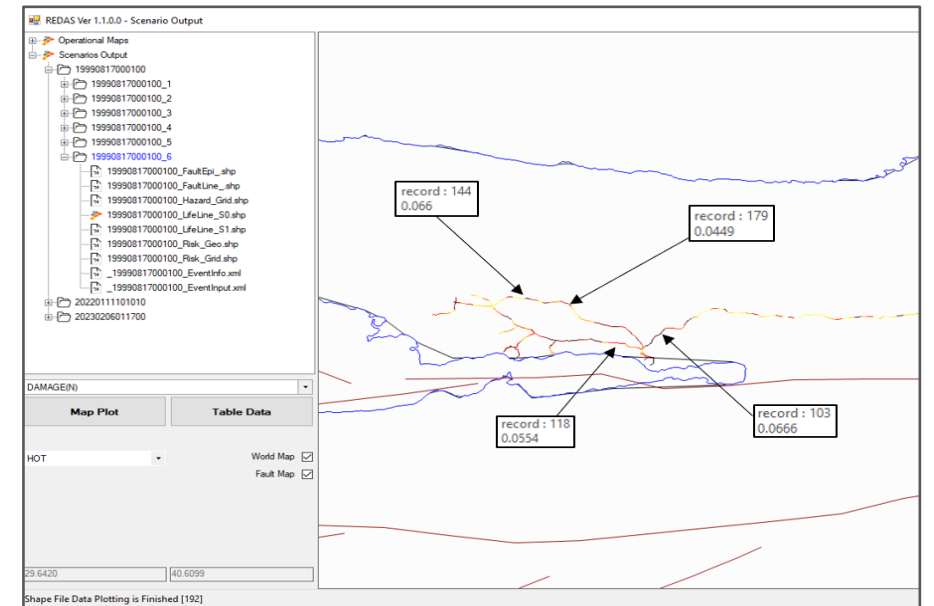 REDAS Ver 1.1.0.0 - Scenario Output
Operational Maps
Scenarios Output
19990817000100
19990817000100_1
19990817000100_2
19990817000100_3
19990817000100_4
19990817000100_5
19990817000100_6
19990817000100_FaultEpi_.shp
19990817000100_FaultLine_.shp
19990817000100_Hazard_Grid.shp
19990817000100_LifeLine_S0.shp
19990817000100_LifeLine_S1.shp
19990817000100_Risk_Geo.shp
19990817000100_Risk_Grid.shp
_19990817000100_EventInfo.xml
_19990817000100_EventInput.xml
20220111101010
20230206011700
DAMAGE(N)
Map Plot Table Data
HOT
World Map
Fault Map
29.6420 40.6099
Shape File Data Plotting is Finished [192]
record : 144
0.066
record : 179
0.0449
record : 118
0.0554
record : 103
0.0666